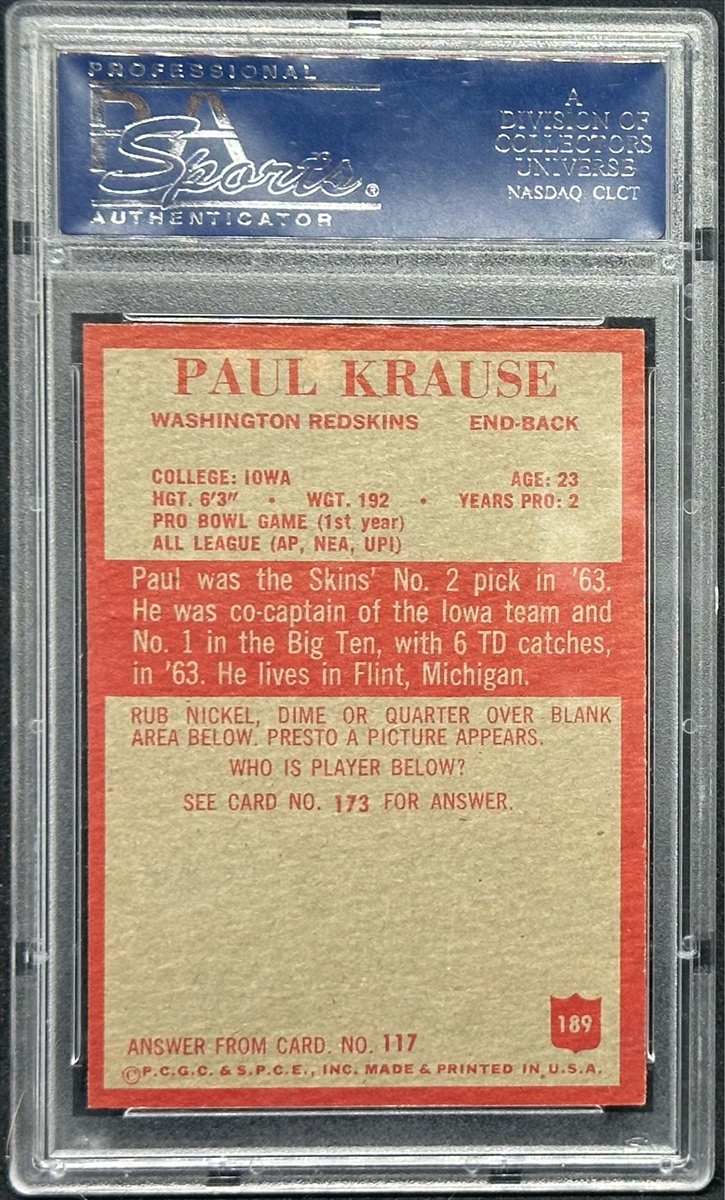 PROFESSIONAL
PSA
Sports®
AUTHENTICATOR
A
DIVISION OF
COLLECTORS
UNIVERSE
NASDAQ: CLCT
PAUL KRAUSE
WASHINGTON REDSKINS END-BACK
COLLEGE: IOWA AGE: 23
HGT. 6'3" • WGT. 192 • YEARS PRO: 2
PRO BOWL GAME (1st year)
ALL LEAGUE (AP, NEA, UPI)
Paul was the Skins' No. 2 pick in '63.
He was co-captain of the Iowa team and
No. 1 in the Big Ten, with 6 TD catches,
in '63. He lives in Flint, Michigan.
RUB NICKEL, DIME OR QUARTER OVER BLANK
AREA BELOW. PRESTO A PICTURE APPEARS.
WHO IS PLAYER BELOW?
SEE CARD NO. 173 FOR ANSWER.
189
ANSWER FROM CARD. NO. 117
©P.C.G.C. & S.P.C.E., INC. MADE & PRINTED IN U.S.A.